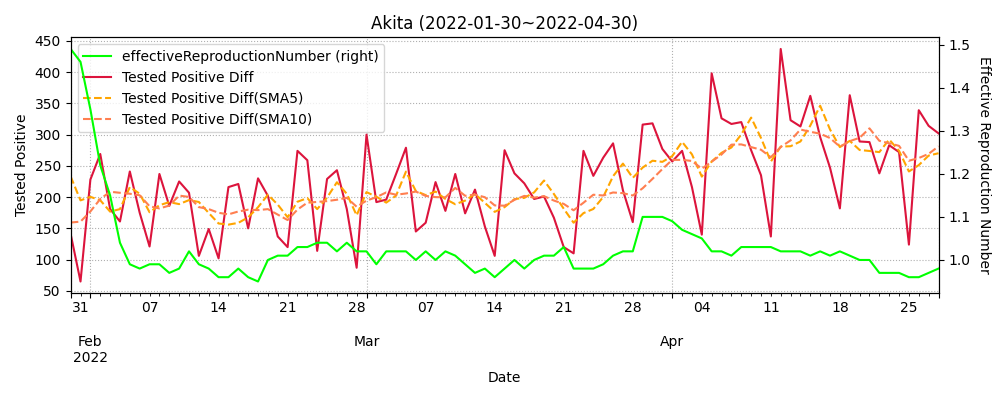 Akita (2022-01-30~2022-04-30)
effectiveReproductionNumber (right)
Tested Positive Diff
Tested Positive Diff(SMA5)
Tested Positive Diff(SMA10)
Tested Positive
450
400
350
300
250
200
150
100
50
Effective Reproduction Number
1.5
1.4
1.3
1.2
1.1
1.0
31 07 14 21 28 07 14 21 28 04 11 18 25
Feb Mar Apr
2022
Date